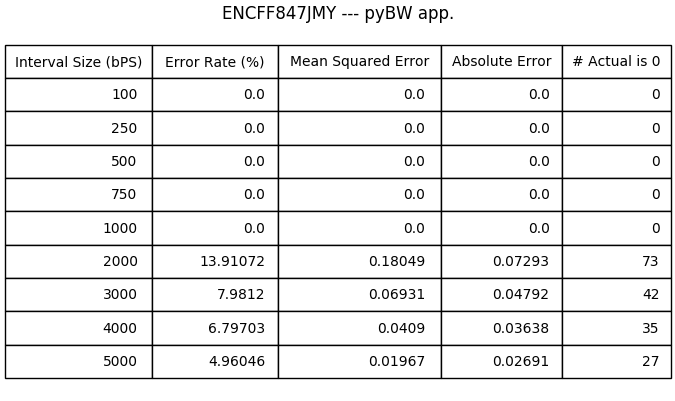 ENCFF847JMY --- pyBW app.
Interval Size (bPS) Error Rate (%) Mean Squared Error Absolute Error # Actual is 0
100 0.0 0.0 0.0 0
250 0.0 0.0 0.0 0
500 0.0 0.0 0.0 0
750 0.0 0.0 0.0 0
1000 0.0 0.0 0.0 0
2000 13.91072 0.18049 0.07293 73
3000 7.9812 0.06931 0.04792 42
4000 6.79703 0.0409 0.03638 35
5000 4.96046 0.01967 0.02691 27